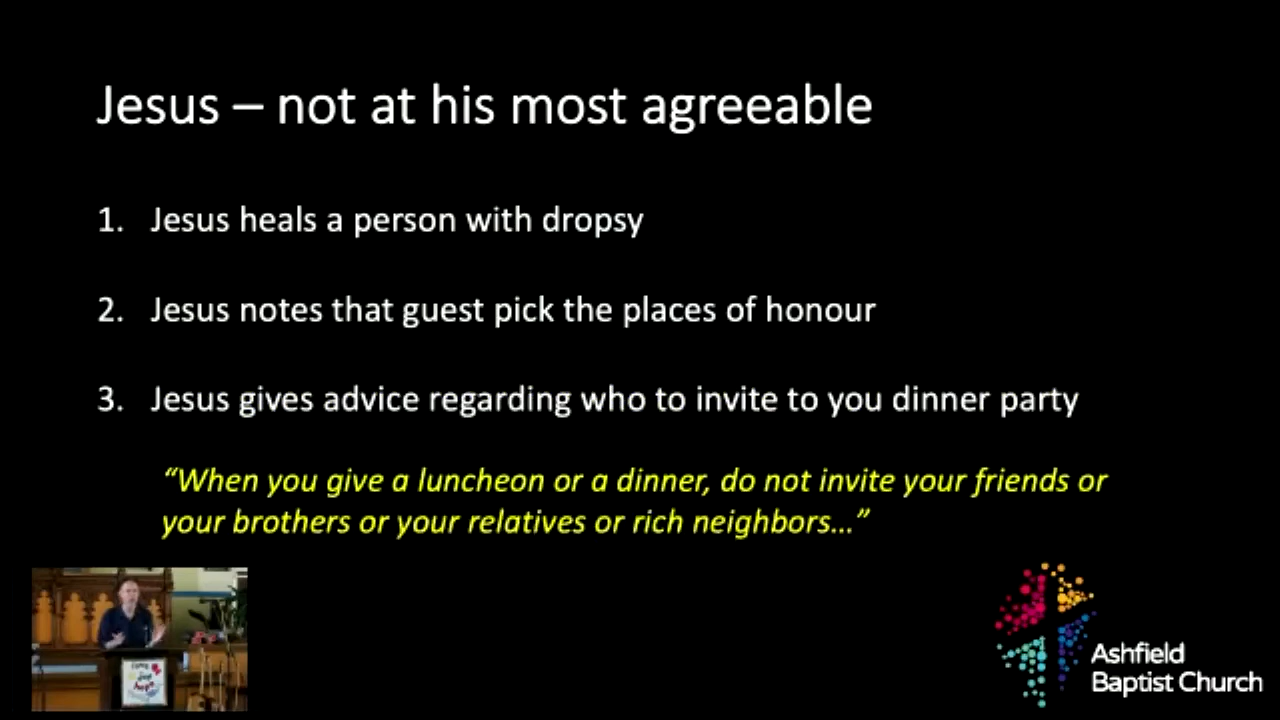 Jesus – not at his most agreeable
1. Jesus heals a person with dropsy
2. Jesus notes that guest pick the places of honour
3. Jesus gives advice regarding who to invite to you dinner party
“When you give a luncheon or a dinner, do not invite your friends or
your brothers or your relatives or rich neighbors...”
Ashfield
Baptist Church